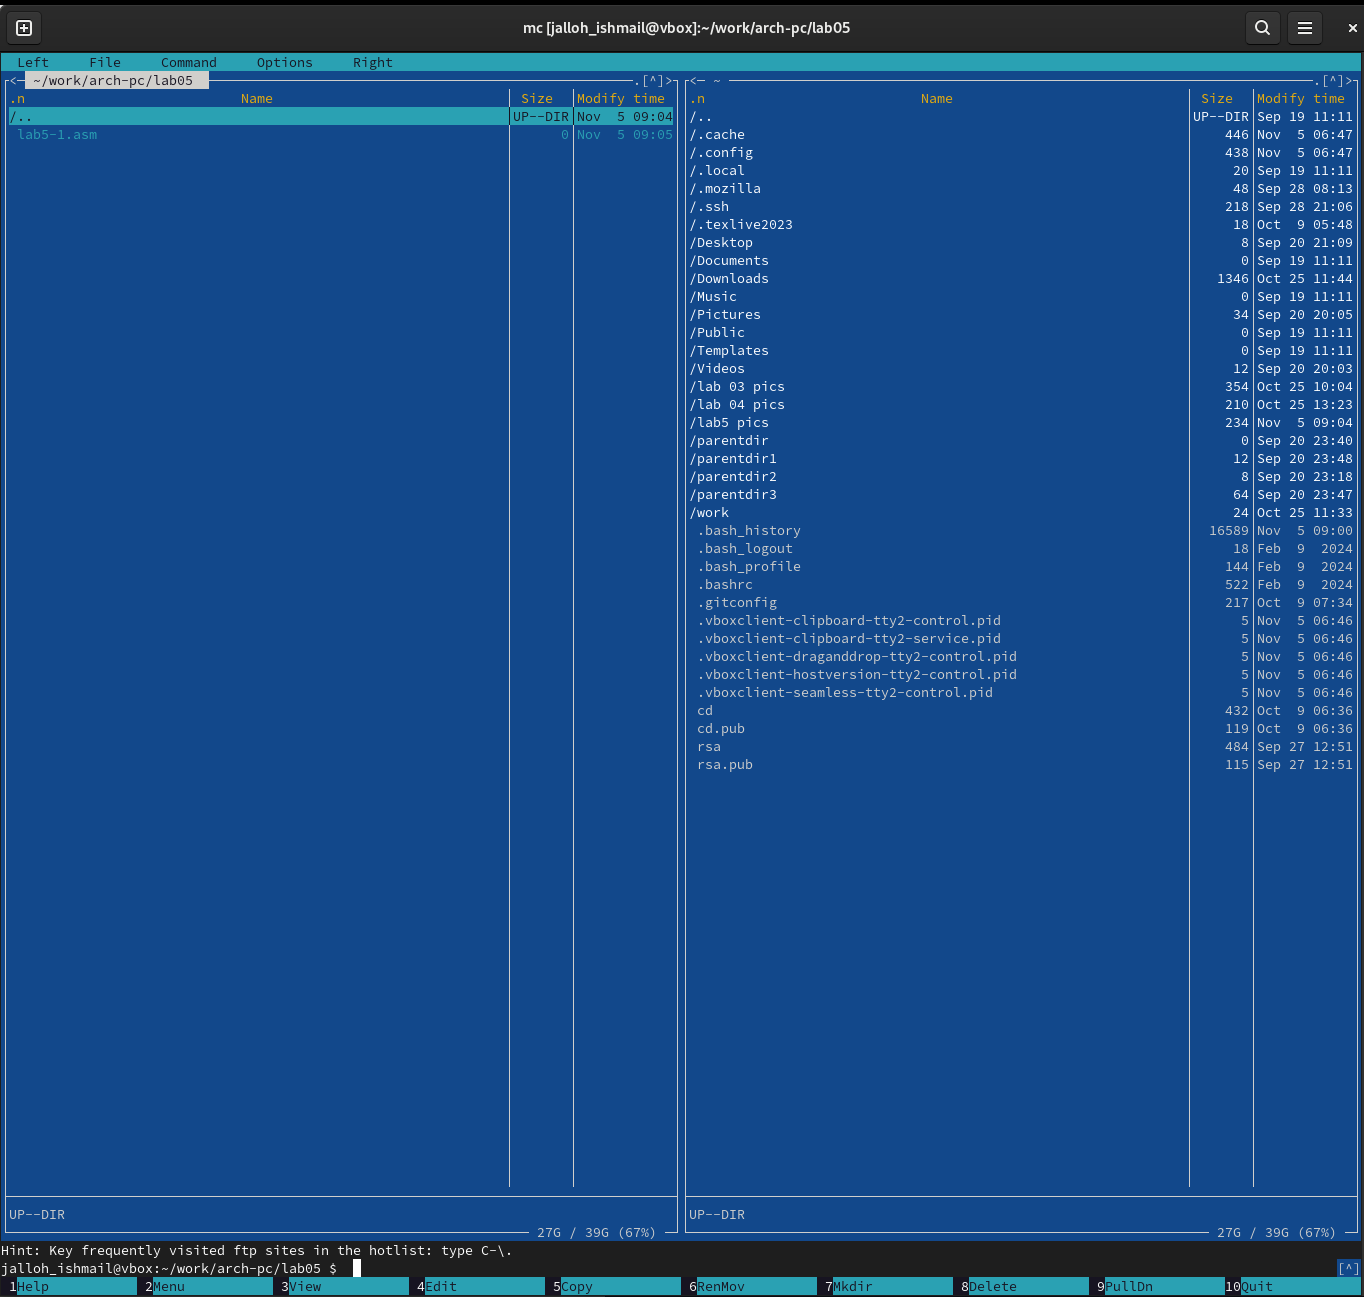 mc [jalloh_ishmail@vbox]:~/work/arch-pc/lab05
Left File Command Options Right
<─ ~/work/arch-pc/lab05 .[^]>
.n Name Size Modify time
/.. UP--DIR Nov 5 09:04
lab5-1.asm 0 Nov 5 09:05
UP--DIR
27G / 39G (67%)
<─ ~ .[^]>
.n Name Size Modify time
/.. UP--DIR Sep 19 11:11
/.cache 446 Nov 5 06:47
/.config 438 Nov 5 06:47
/.local 20 Sep 19 11:11
/.mozilla 48 Sep 28 08:13
/.ssh 218 Sep 28 21:06
/.texlive2023 18 Oct 9 05:48
/Desktop 8 Sep 20 21:09
/Documents 0 Sep 19 11:11
/Downloads 1346 Oct 25 11:44
/Music 0 Sep 19 11:11
/Pictures 34 Sep 20 20:05
/Public 0 Sep 19 11:11
/Templates 0 Sep 19 11:11
/Videos 12 Sep 20 20:03
/lab 03 pics 354 Oct 25 10:04
/lab 04 pics 210 Oct 25 13:23
/lab5 pics 234 Nov 5 09:04
/parentdir 0 Sep 20 23:40
/parentdir1 12 Sep 20 23:48
/parentdir2 8 Sep 20 23:18
/parentdir3 64 Sep 20 23:47
/work 24 Oct 25 11:33
.bash_history 16589 Nov 5 09:00
.bash_logout 18 Feb 9 2024
.bash_profile 144 Feb 9 2024
.bashrc 522 Feb 9 2024
.gitconfig 217 Oct 9 07:34
.vboxclient-clipboard-tty2-control.pid 5 Nov 5 06:46
.vboxclient-clipboard-tty2-service.pid 5 Nov 5 06:46
.vboxclient-draganddrop-tty2-control.pid 5 Nov 5 06:46
.vboxclient-hostversion-tty2-control.pid 5 Nov 5 06:46
.vboxclient-seamless-tty2-control.pid 5 Nov 5 06:46
cd 432 Oct 9 06:36
cd.pub 119 Oct 9 06:36
rsa 484 Sep 27 12:51
rsa.pub 115 Sep 27 12:51
UP--DIR
27G / 39G (67%)
Hint: Key frequently visited ftp sites in the hotlist: type C-\.
jalloh_ishmail@vbox:~/work/arch-pc/lab05 $ [^]
1Help 2Menu 3View 4Edit 5Copy 6RenMov 7Mkdir 8Delete 9PullDn 10Quit